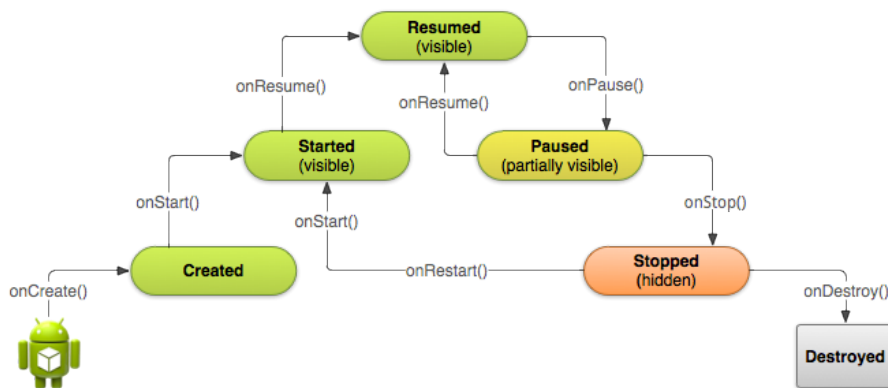 Resumed
(visible)
onResume()
onResume()
onPause()
Started
(visible)
Paused
(partially visible)
onStart()
onStart()
onStop()
Created
onRestart()
Stopped
(hidden)
onCreate()
onDestroy()
Destroyed